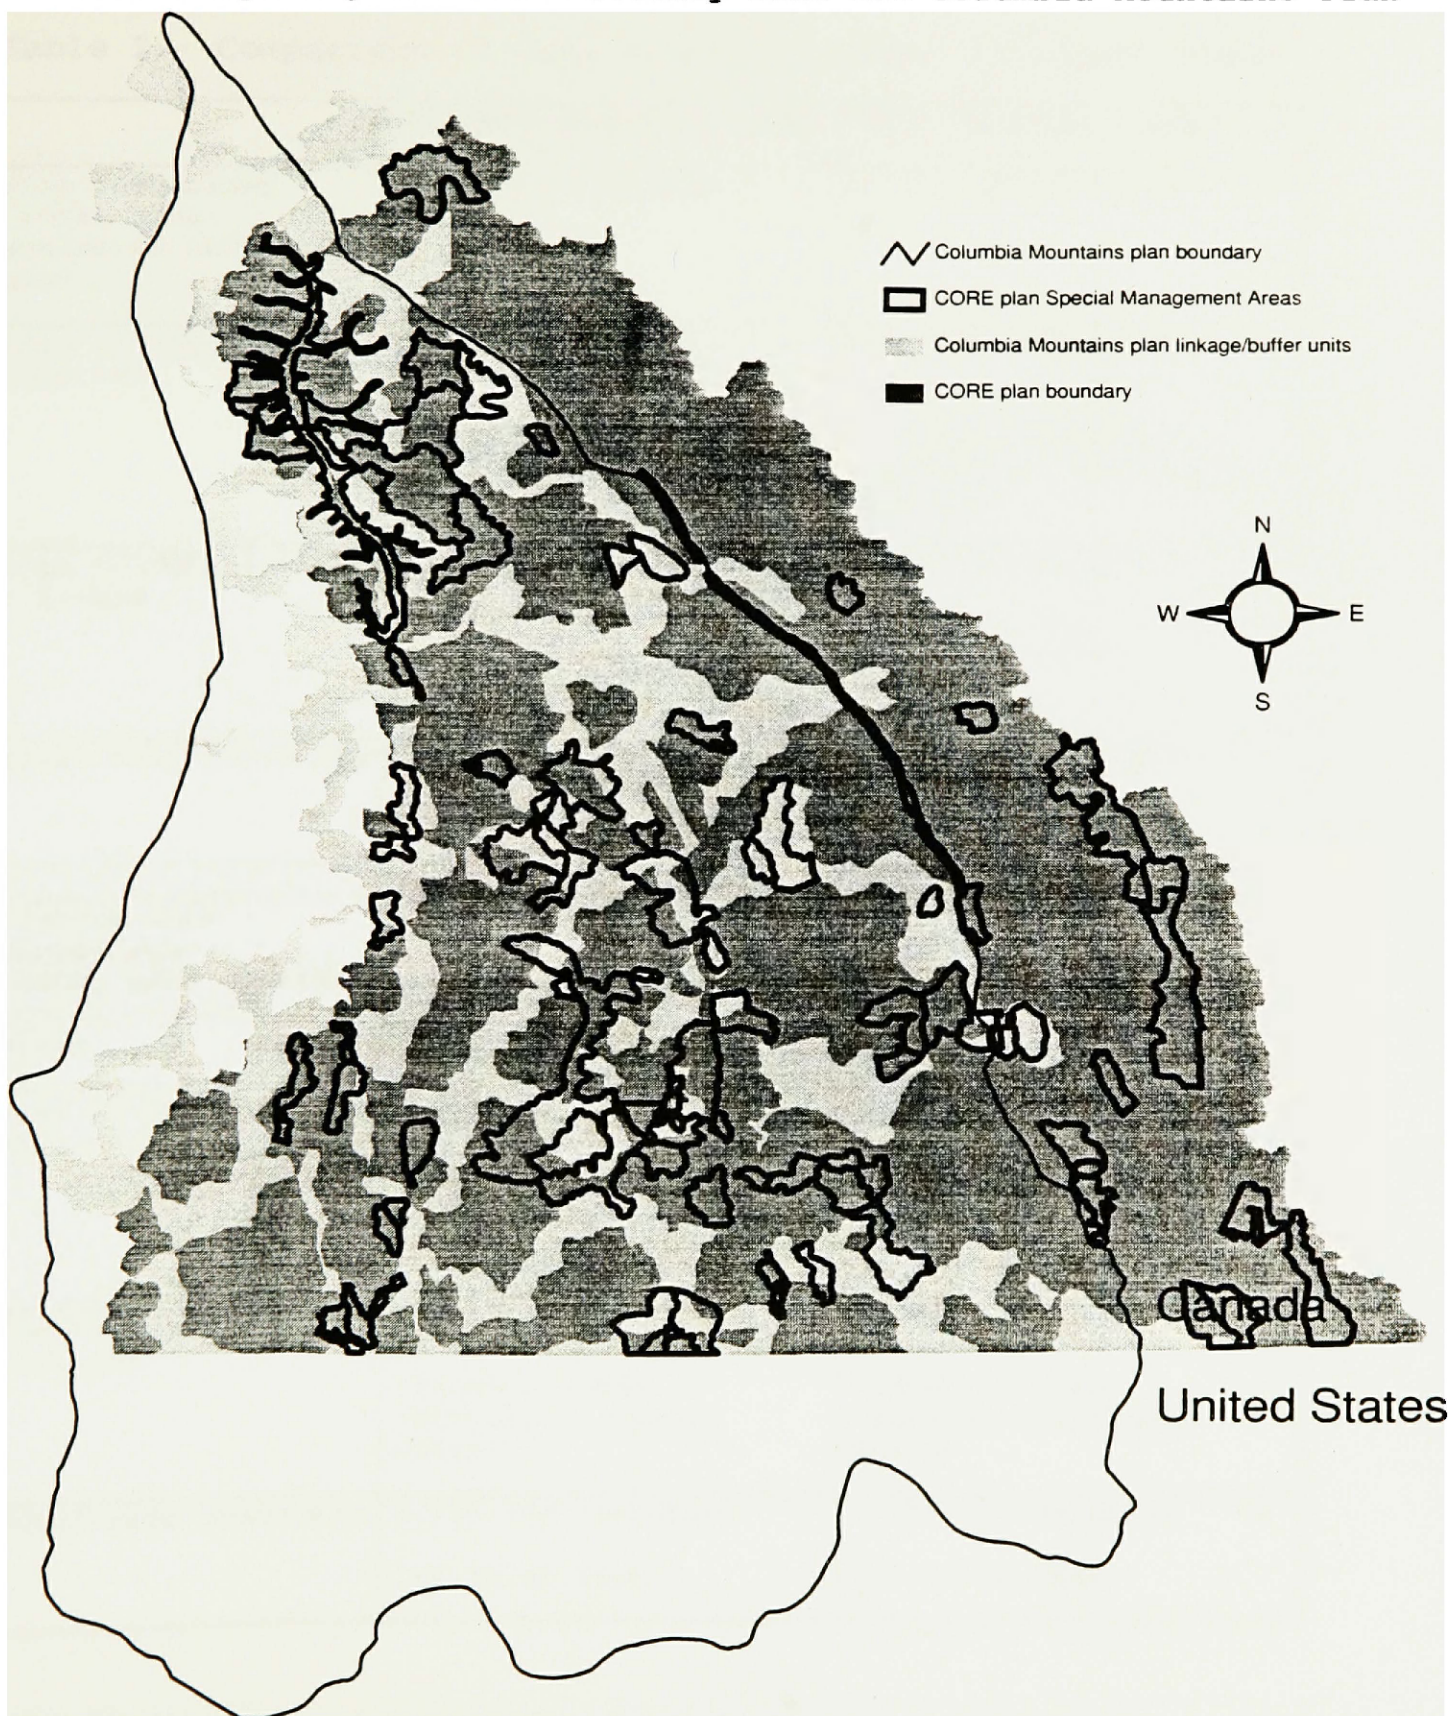 Columbia Mountains plan boundary
CORE plan Special Management Areas
Columbia Mountains plan linkage/buffer units
CORE plan boundary
N
W E
S
Canada
United States